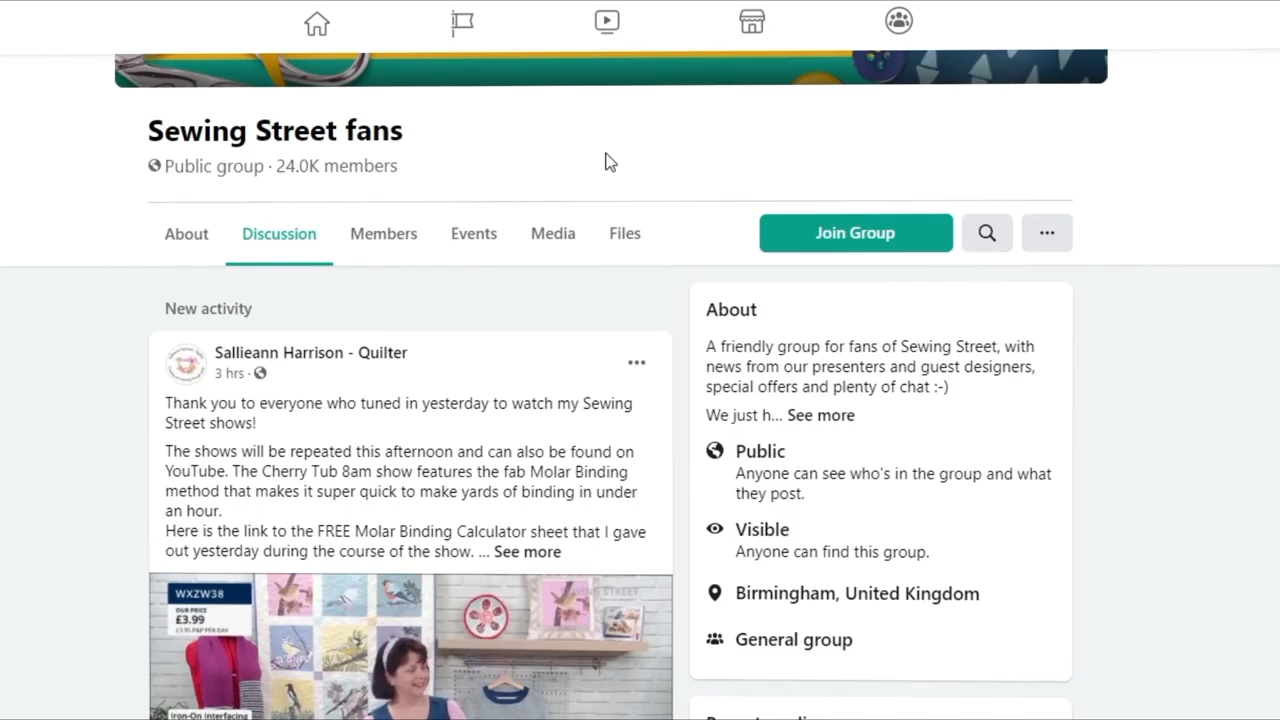 Sewing Street fans
Public group · 24.0K members
About Discussion Members Events Media Files
Join Group
New activity
Sallieann Harrison - Quilter
3 hrs ·
Thank you to everyone who tuned in yesterday to watch my Sewing
Street shows!
The shows will be repeated this afternoon and can also be found on
YouTube. The Cherry Tub 8am show features the fab Molar Binding
method that makes it super quick to make yards of binding in under
an hour.
Here is the link to the FREE Molar Binding Calculator sheet that I gave
out yesterday during the course of the show. ... See more
WXZW38
OUR PRICE
£3.99
£3.95 P&P PER DAY
Iron-On Interfacing
About
A friendly group for fans of Sewing Street, with
news from our presenters and guest designers,
special offers and plenty of chat :-)
We just h... See more
Public
Anyone can see who's in the group and what
they post.
Visible
Anyone can find this group.
Birmingham, United Kingdom
General group